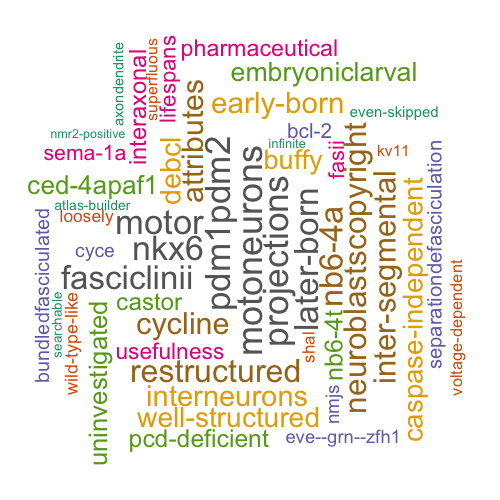 pharmaceutical
embryoniclarval
early-born
even-skipped
bcl-2
infinite
kv11
buffy
fasii
axondendrite
superfluous
lifespans
interaxonal
attributes
debcl
nmr2-positive
sema-1a
ced-4apaf1
atlas-builder
loosely
motor
nkx6
cyce
fasciclinii
castor
cycline
usefulness
restructured
interneurons
well-structured
pcd-deficient
eve--grn--zfh1
pdm1pdm2
motoneurons
projections
later-born
nb6-4a
neuroblastscopyright
inter-segmental
caspase-independent
separationdefasciculation
voltage-dependent
shal
nb6-4t
nmjs
bundledfasciculated
searchable
wild-type-like
uninvestigated